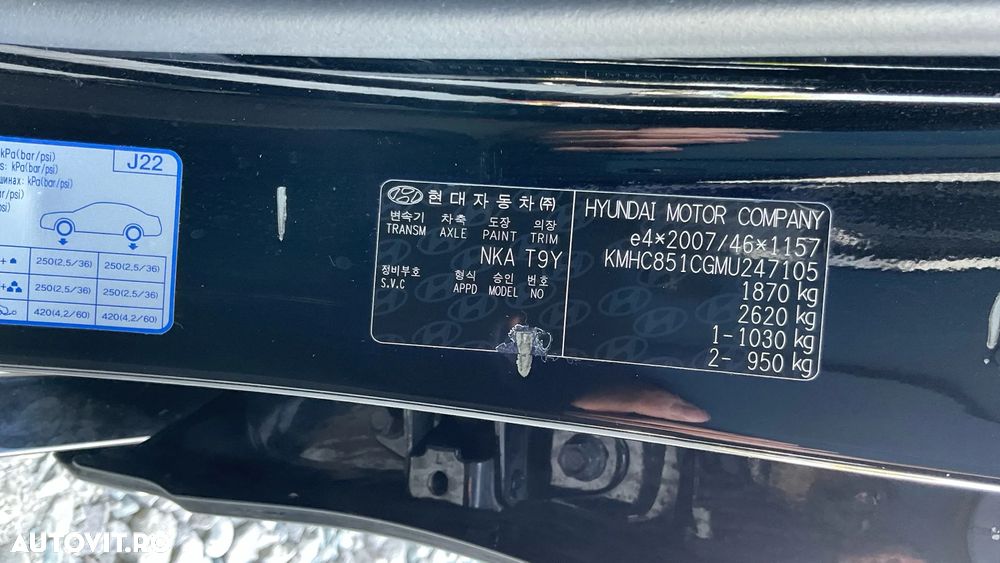 kPa(bar/psi)
J22
s: kPa(bar/psi)
шинах: kPa(bar/psi)
r/psi)
psi)
250(2,5/36) 250(2,5/36)
250(2,5/36) 250(2,5/36)
420(4,2/60) 420(4,2/60)
현대자동차㈜
변속기 차축 도장 의장
TRANSM AXLE PAINT TRIM
NKA T9Y
정비부호 형식 승인 번호
S.V.C APPD MODEL NO
HYUNDAI MOTOR COMPANY
e4*2007/46*1157
KMHC851CGMU247105
1870 kg
2620 kg
1- 1030 kg
2- 950 kg
AUTOVIT.RO